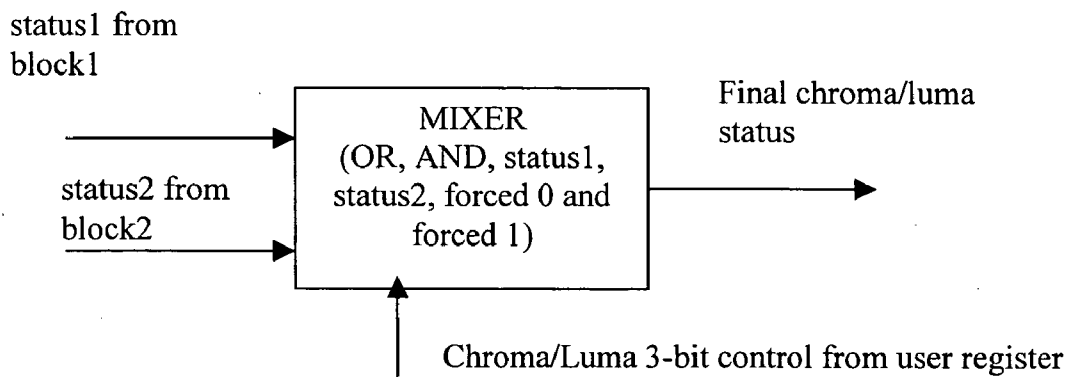 status1 from
block1
status2 from
block2
MIXER
(OR, AND, status1,
status2, forced 0 and
forced 1)
Final chroma/luma
status
Chroma/Luma 3-bit control from user register